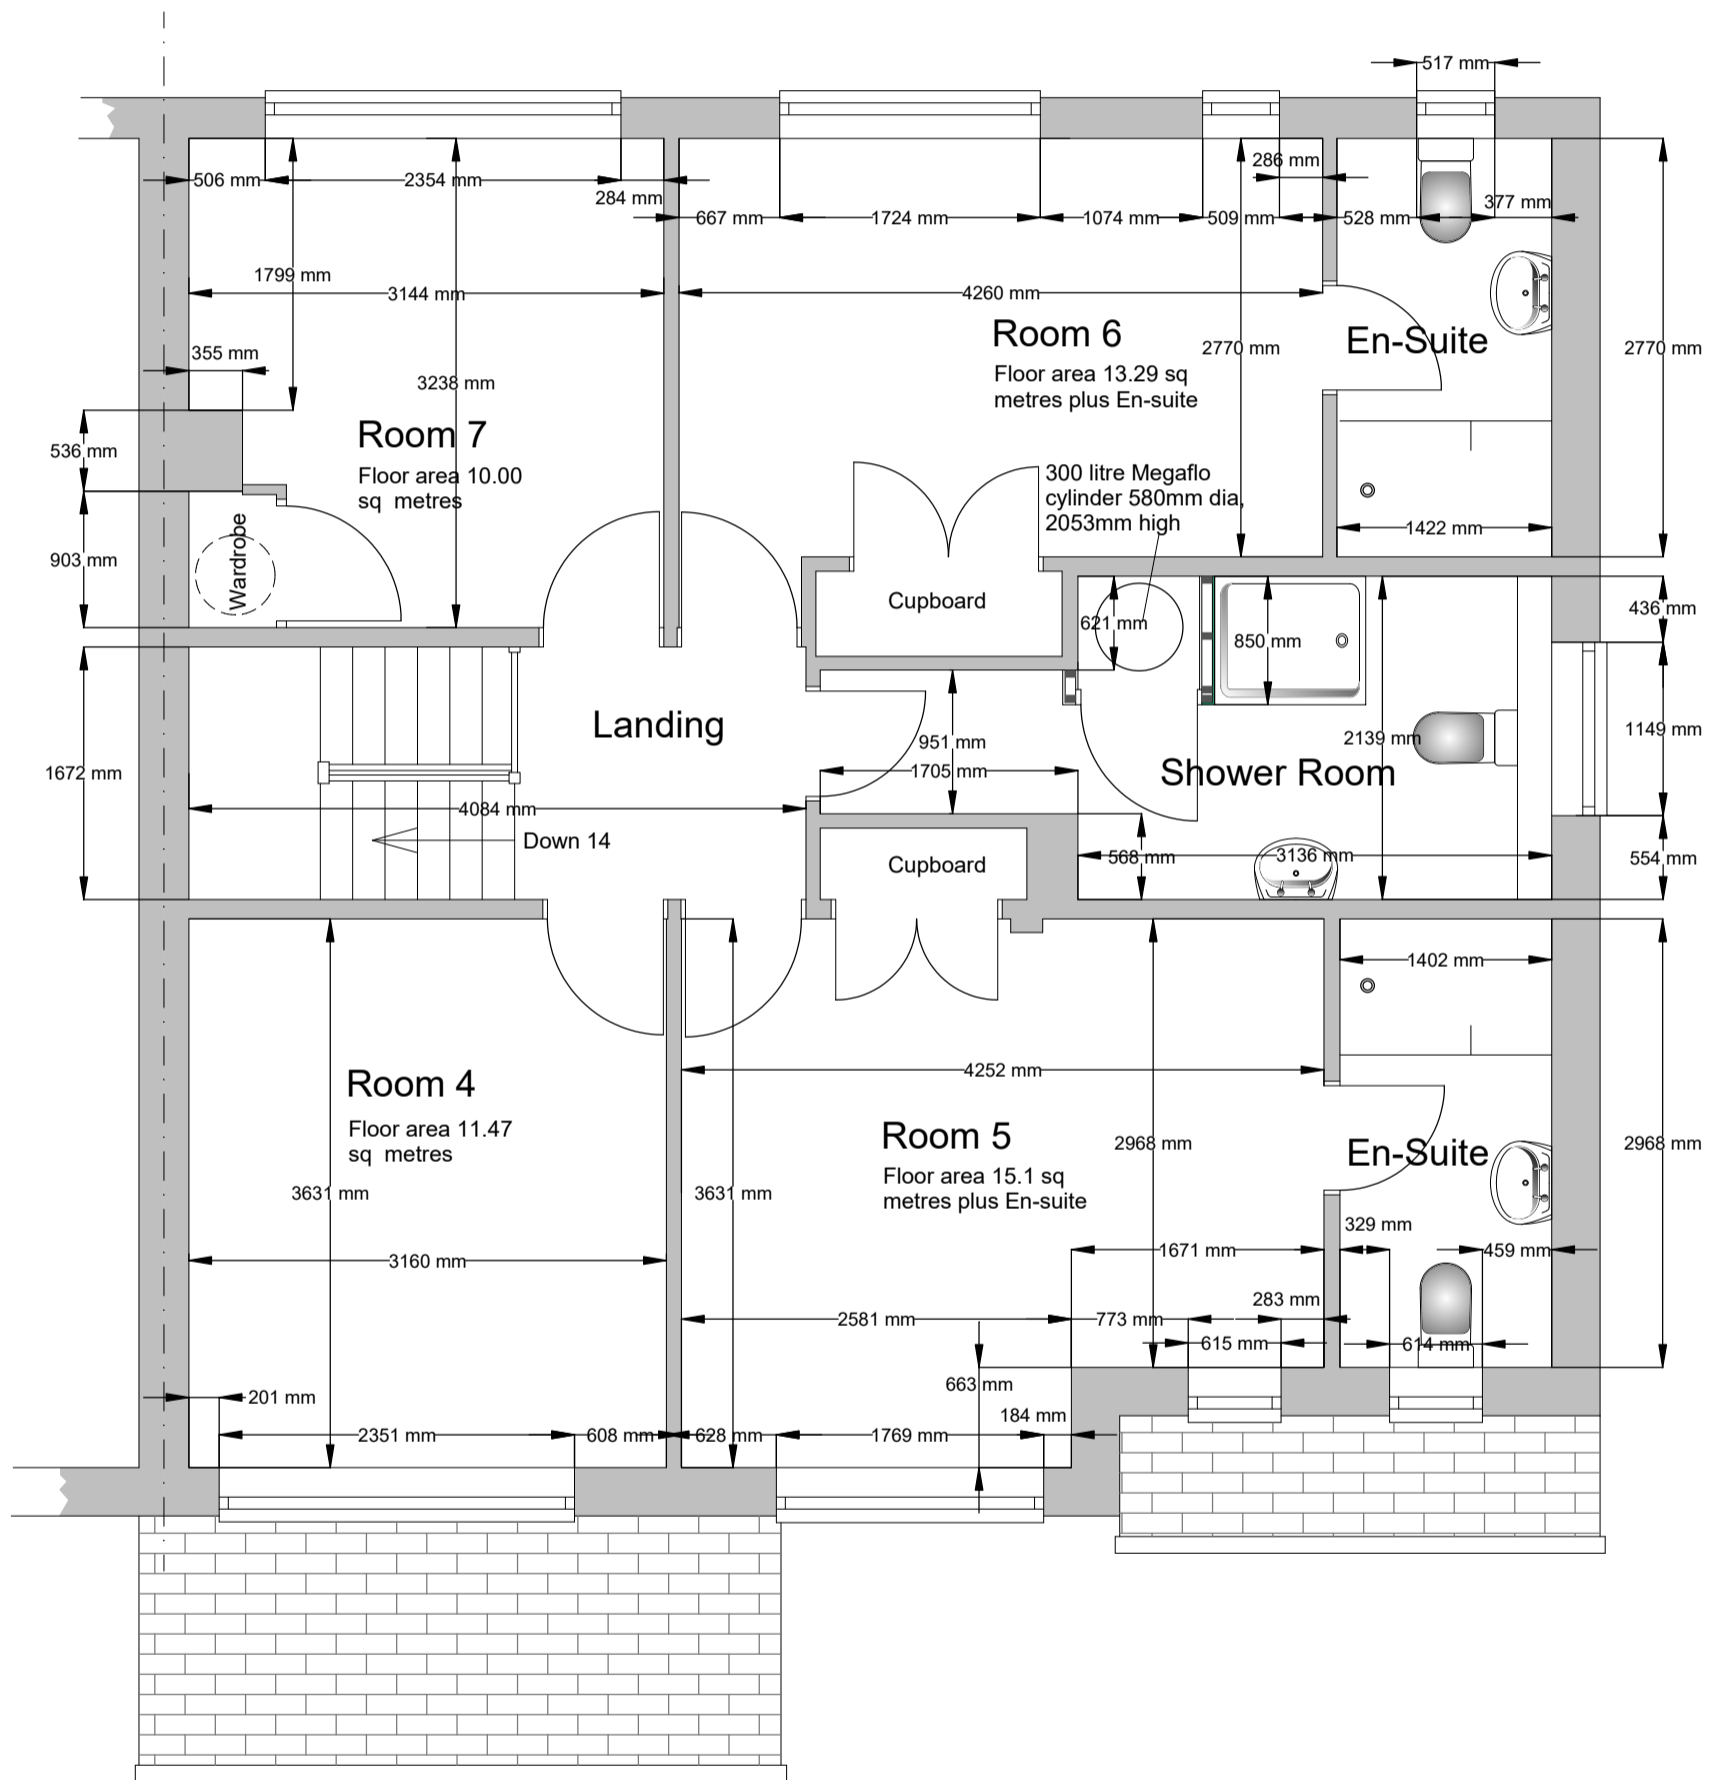 517 mm
506 mm
2354 mm
284 mm
286 mm
667 mm
1724 mm
1074 mm
509 mm
528 mm
377 mm
1799 mm
3144 mm
4260 mm
Room 6
Floor area 13.29 sq
metres plus En-suite
2770 mm
En-Suite
2770 mm
355 mm
3238 mm
536 mm
Room 7
Floor area 10.00
sq metres
300 litre Megaflo
cylinder 580mm dia,
2053mm high
1422 mm
903 mm
Wardrobe
Cupboard
621 mm
850 mm
436 mm
Landing
951 mm
1705 mm
2139 mm
Shower Room
1149 mm
1672 mm
4084 mm
Down 14
Cupboard
568 mm
3136 mm
554 mm
1402 mm
Room 4
Floor area 11.47
sq metres
4252 mm
Room 5
Floor area 15.1 sq
metres plus En-suite
2968 mm
En-Suite
2968 mm
3631 mm
3631 mm
329 mm
3160 mm
1671 mm
459 mm
2581 mm
773 mm
283 mm
615 mm
614 mm
201 mm
663 mm
184 mm
2351 mm
608 mm
628 mm
1769 mm